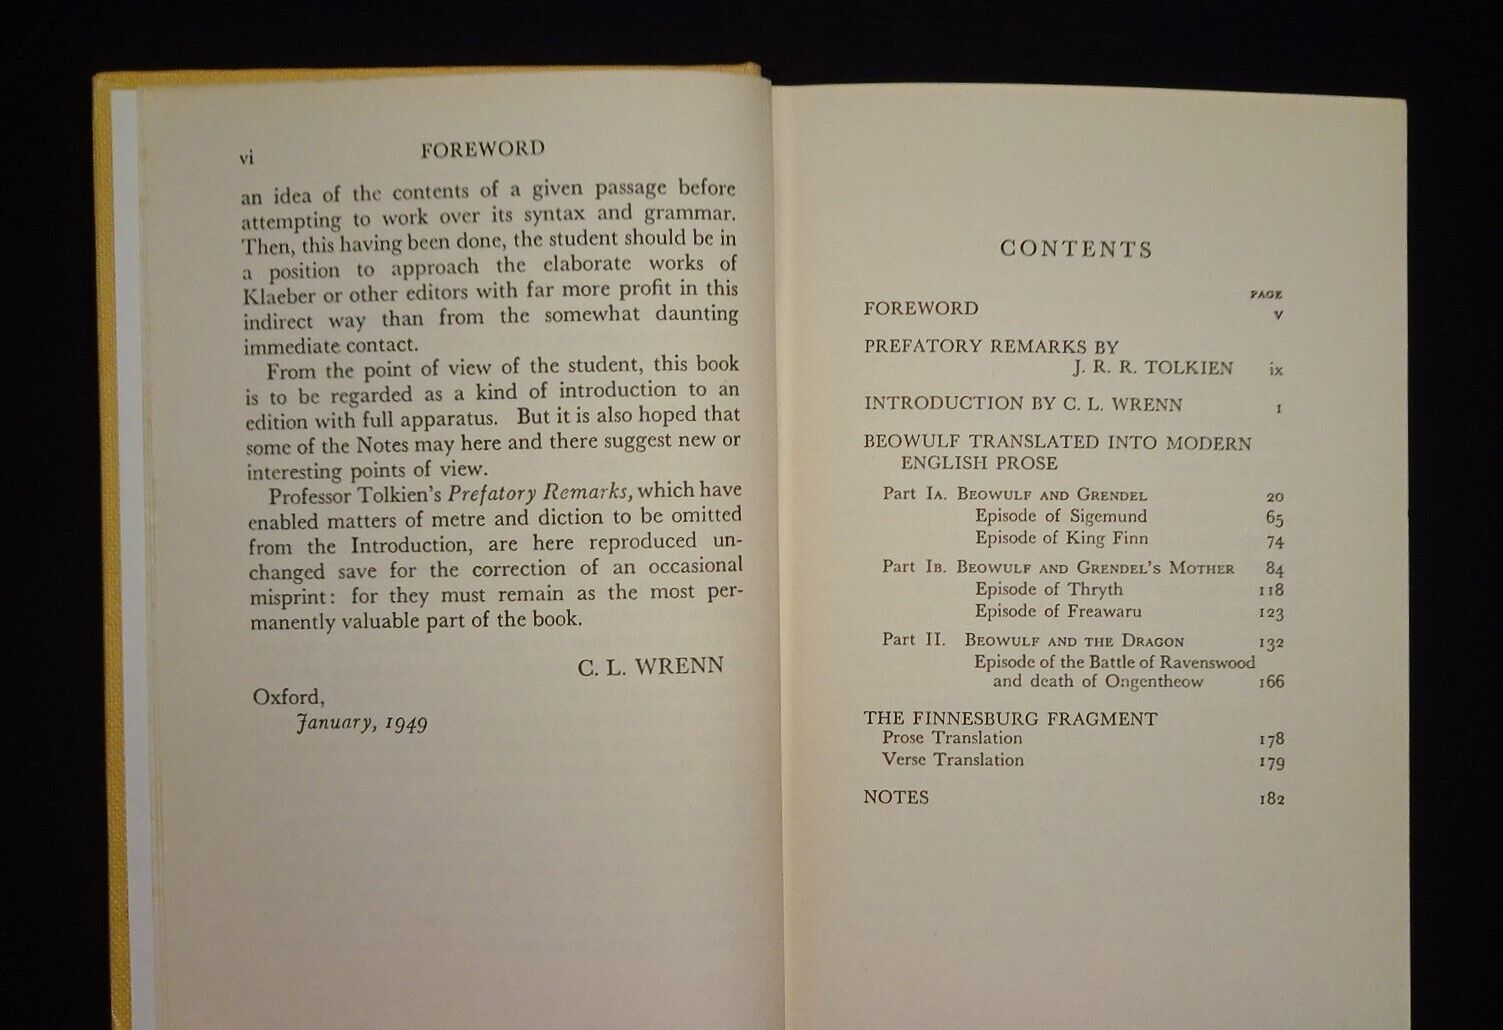 vi FOREWORD
an idea of the contents of a given passage before
attempting to work over its syntax and grammar.
Then, this having been done, the student should be in
a position to approach the elaborate works of
Klaeber or other editors with far more profit in this
indirect way than from the somewhat daunting
immediate contact.
From the point of view of the student, this book
is to be regarded as a kind of introduction to an
edition with full apparatus. But it is also hoped that
some of the Notes may here and there suggest new or
interesting points of view.
Professor Tolkien's Prefatory Remarks, which have
enabled matters of metre and diction to be omitted
from the Introduction, are here reproduced un-
changed save for the correction of an occasional
misprint: for they must remain as the most per-
manently valuable part of the book.
C. L. WRENN
Oxford,
January, 1949
CONTENTS
PAGE
FOREWORD v
PREFATORY REMARKS BY
J. R. R. TOLKIEN ix
INTRODUCTION BY C. L. WRENN 1
BEOWULF TRANSLATED INTO MODERN
ENGLISH PROSE
Part IA. BEOWULF AND GRENDEL 20
Episode of Sigemund 65
Episode of King Finn 74
Part IB. BEOWULF AND GRENDEL'S MOTHER 84
Episode of Thryth 118
Episode of Freawaru 123
Part II. BEOWULF AND THE DRAGON 132
Episode of the Battle of Ravenswood
and death of Ongentheow 166
THE FINNESBURG FRAGMENT
Prose Translation 178
Verse Translation 179
NOTES 182